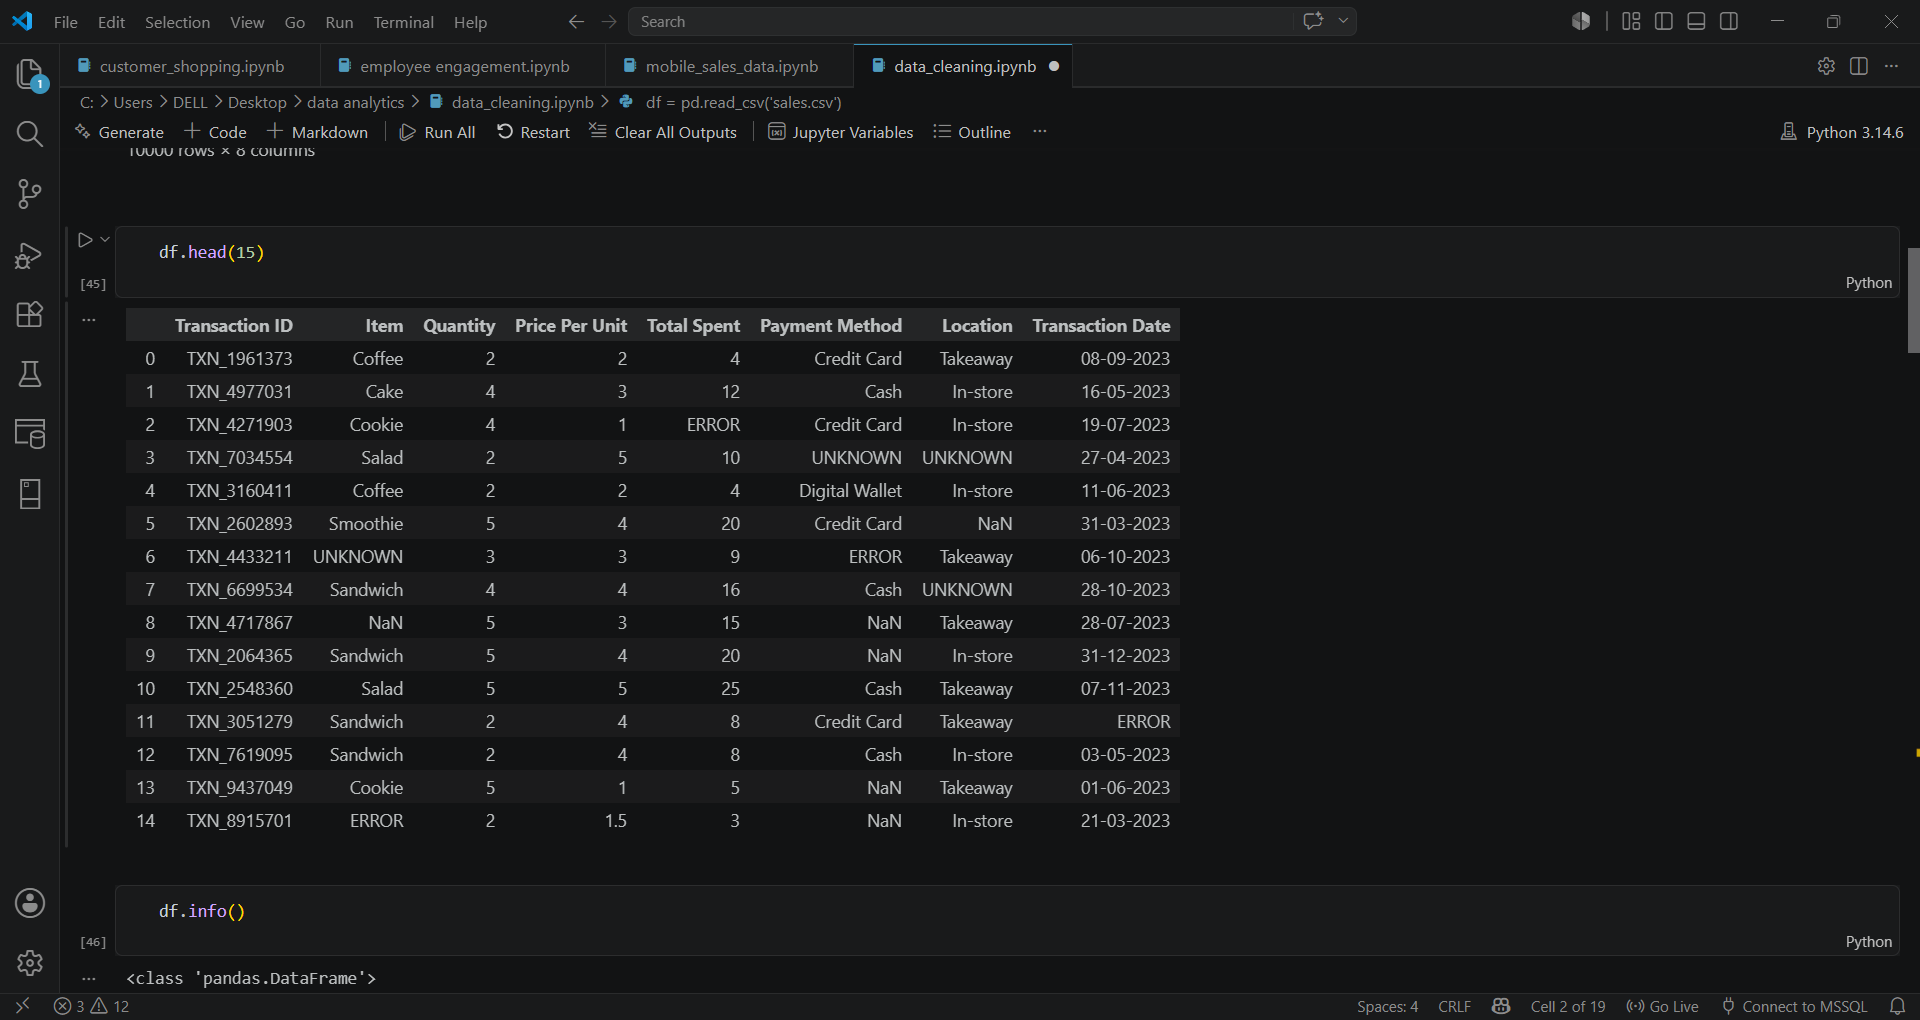 File Edit Selection View Go Run Terminal Help Search
customer_shopping.ipynb employee engagement.ipynb mobile_sales_data.ipynb data_cleaning.ipynb
1
C: > Users > DELL > Desktop > data analytics > data_cleaning.ipynb > df = pd.read_csv('sales.csv')
Generate + Code + Markdown Run All Restart Clear All Outputs Jupyter Variables Outline ... Python 3.14.6
10000 rows × 8 columns
df.head(15)
[45] Python
Transaction ID Item Quantity Price Per Unit Total Spent Payment Method Location Transaction Date
0 TXN_1961373 Coffee 2 2 4 Credit Card Takeaway 08-09-2023
1 TXN_4977031 Cake 4 3 12 Cash In-store 16-05-2023
2 TXN_4271903 Cookie 4 1 ERROR Credit Card In-store 19-07-2023
3 TXN_7034554 Salad 2 5 10 UNKNOWN UNKNOWN 27-04-2023
4 TXN_3160411 Coffee 2 2 4 Digital Wallet In-store 11-06-2023
5 TXN_2602893 Smoothie 5 4 20 Credit Card NaN 31-03-2023
6 TXN_4433211 UNKNOWN 3 3 9 ERROR Takeaway 06-10-2023
7 TXN_6699534 Sandwich 4 4 16 Cash UNKNOWN 28-10-2023
8 TXN_4717867 NaN 5 3 15 NaN Takeaway 28-07-2023
9 TXN_2064365 Sandwich 5 4 20 NaN In-store 31-12-2023
10 TXN_2548360 Salad 5 5 25 Cash Takeaway 07-11-2023
11 TXN_3051279 Sandwich 2 4 8 Credit Card Takeaway ERROR
12 TXN_7619095 Sandwich 2 4 8 Cash In-store 03-05-2023
13 TXN_9437049 Cookie 5 1 5 NaN Takeaway 01-06-2023
14 TXN_8915701 ERROR 2 1.5 3 NaN In-store 21-03-2023
df.info()
[46] Python
<class 'pandas.DataFrame'>
3 12 Spaces: 4 CRLF Cell 2 of 19 Go Live Connect to MSSQL